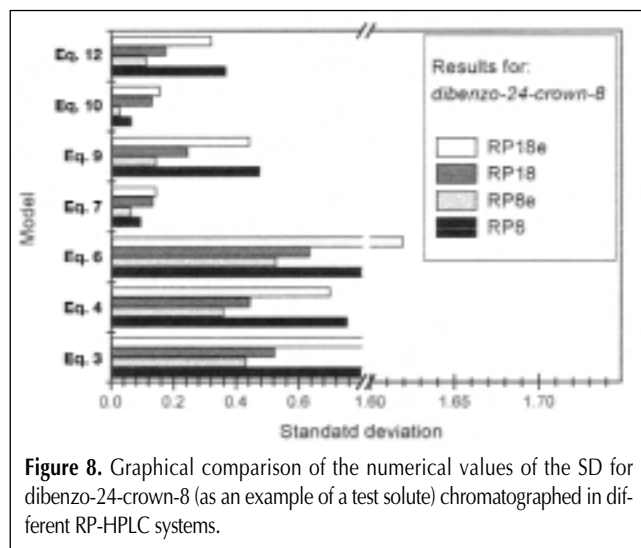 Eq. 12
Eq. 10
Eq. 9
Eq. 7
Eq. 6
Eq. 4
Eq. 3
Model
0.0 0.2 0.4 0.6 1.60 1.65 1.70
Standatd deviation
Results for:
dibenzo-24-crown-8
RP18e
RP18
RP8e
RP8
Figure 8. Graphical comparison of the numerical values of the SD for
dibenzo-24-crown-8 (as an example of a test solute) chromatographed in dif-
ferent RP-HPLC systems.